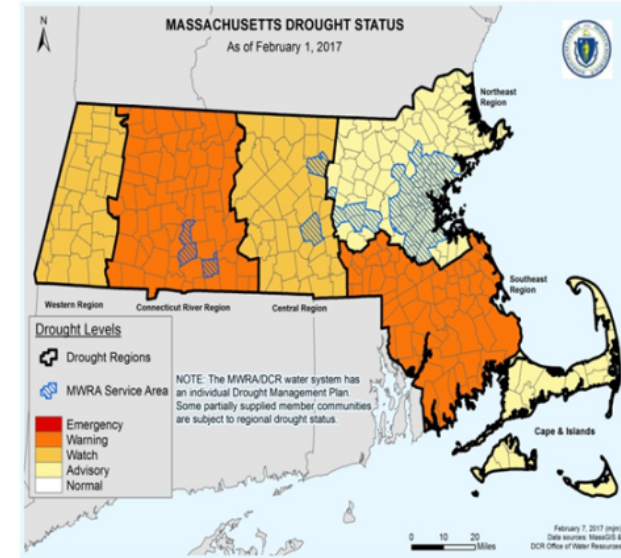 MASSACHUSETTS DROUGHT STATUS
As of February 1, 2017
N
Northeast
Region
Southeast
Region
Western Region
Connecticut River Region
Central Region
Cape & Islands
Drought Levels
Drought Regions
MWRA Service Area
Emergency
Warning
Watch
Advisory
Normal
NOTE: The MWRA/DCR water system has
an individual Drought Management Plan.
Some partially supplied member communities
are subject to regional drought status.
0 10 20
Miles
February 7, 2017 (mjm)
Data sources: MassGIS &
DCR Office of Water Resources